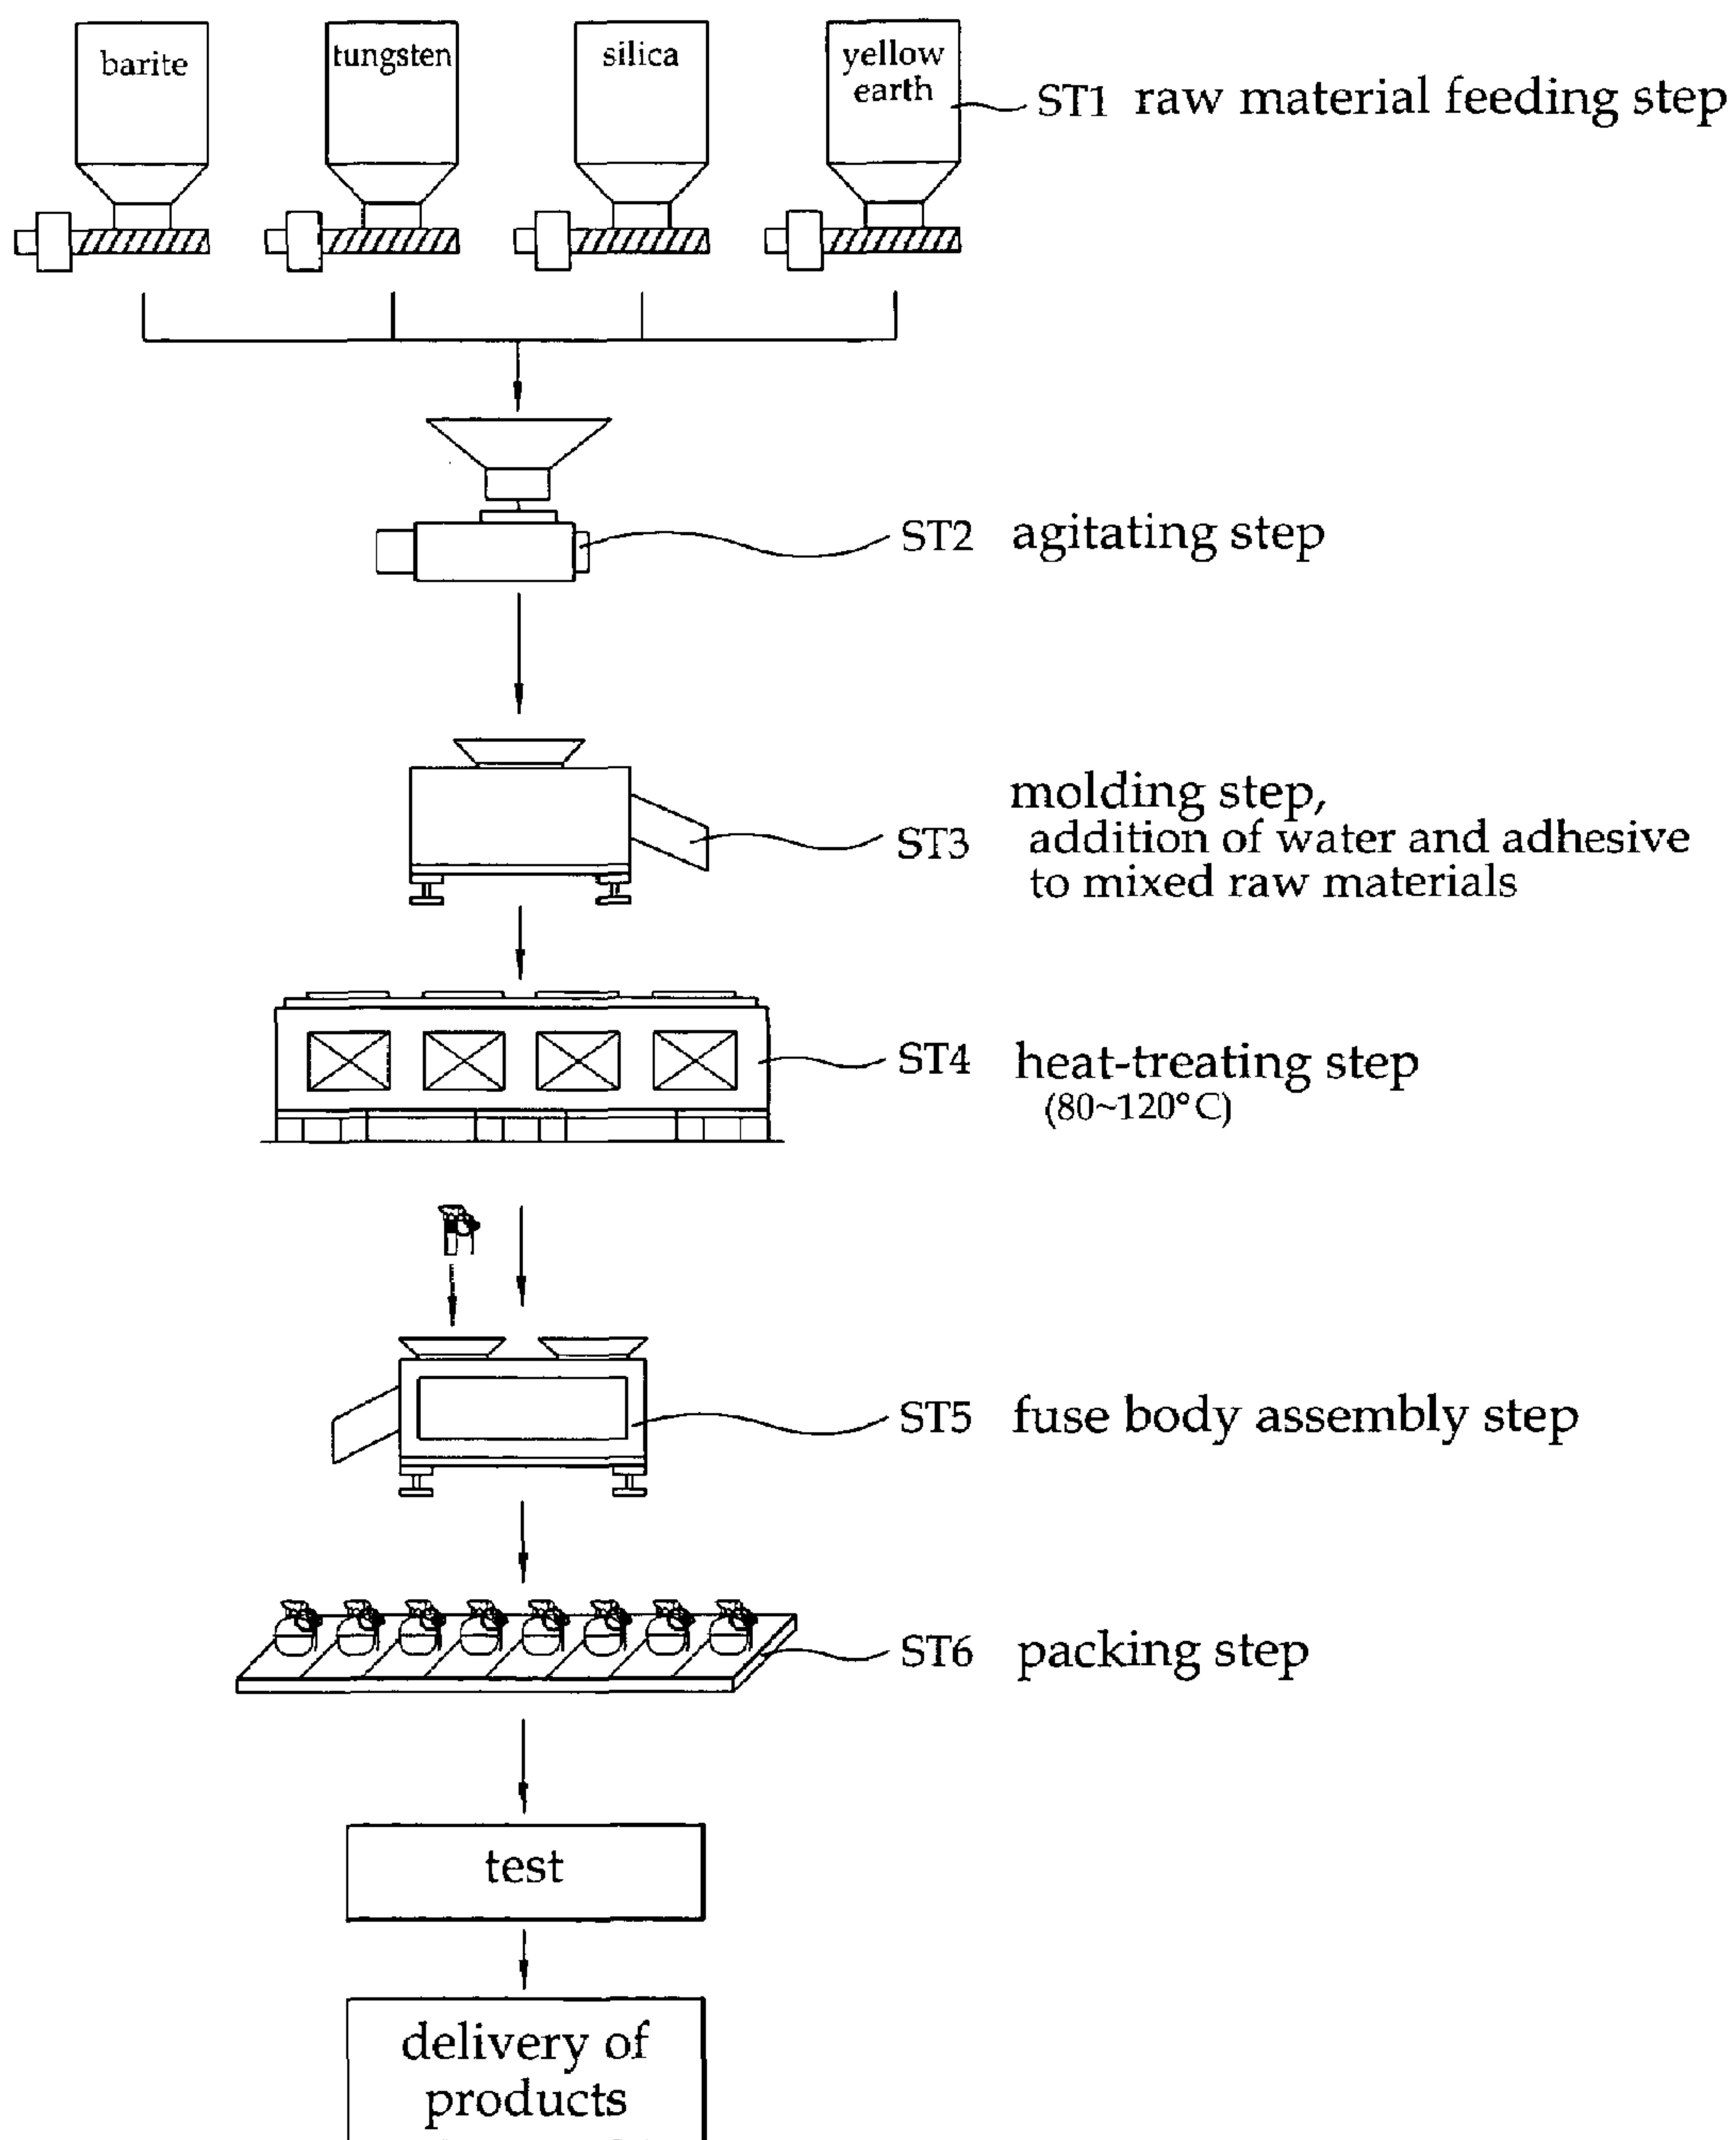 barite
tungsten
silica
yellow
earth
ST1 raw material feeding step
ST2 agitating step
molding step,
ST3 addition of water and adhesive
to mixed raw materials
ST4 heat-treating step
(80~120°C)
ST5 fuse body assembly step
ST6 packing step
test
delivery of
products